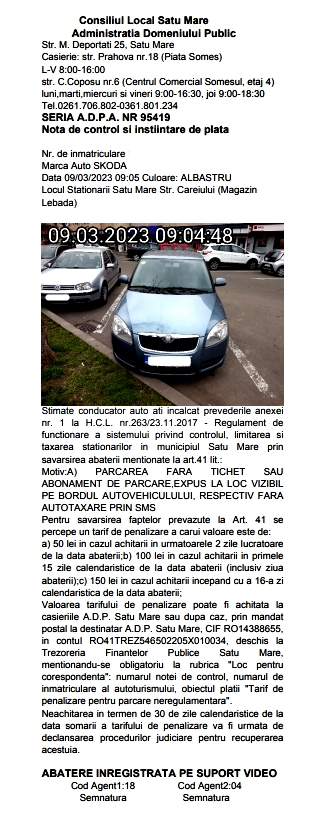 Consiliul Local Satu Mare
Administratia Domeniului Public
Str. M. Deportati 25, Satu Mare
Casierie: str. Prahova nr.18 (Piata Somes)
L-V 8:00-16:00
str. C.Coposu nr.6 (Centrul Comercial Somesul, etaj 4)
luni,marti,miercuri si vineri 9:00-16:30, joi 9:00-18:30
Tel.0261.706.802-0361.801.234
SERIA A.D.P.A. NR 95419
Nota de control si instiintare de plata
Nr. de inmatriculare
Marca Auto SKODA
Data 09/03/2023 09:05 Culoare: ALBASTRU
Locul Stationarii Satu Mare Str. Careiului (Magazin
Lebada)
09.03.2023 09:04:48
Stimate conducator auto ati incalcat prevederile anexei
nr. 1 la H.C.L. nr.263/23.11.2017 - Regulament de
functionare a sistemului privind controlul, limitarea si
taxarea stationarilor in municipiul Satu Mare prin
savarsirea abaterii mentionate la art.41 lit.:
Motiv:A) PARCAREA FARA TICHET SAU
ABONAMENT DE PARCARE,EXPUS LA LOC VIZIBIL
PE BORDUL AUTOVEHICULULUI, RESPECTIV FARA
AUTOTAXARE PRIN SMS
Pentru savarsirea faptelor prevazute la Art. 41 se
percepe un tarif de penalizare a carui valoare este de:
a) 50 lei in cazul achitarii in urmatoarele 2 zile lucratoare
de la data abaterii;b) 100 lei in cazul achitarii in primele
15 zile calendaristice de la data abaterii (inclusiv ziua
abaterii);c) 150 lei in cazul achitarii incepand cu a 16-a zi
calendaristica de la data abaterii;
Valoarea tarifului de penalizare poate fi achitata la
casieriile A.D.P. Satu Mare sau dupa caz, prin mandat
postal la destinatar A.D.P. Satu Mare, CIF RO14388655,
in contul RO41TREZ546502205X010034, deschis la
Trezoreria Finantelor Publice Satu Mare,
mentionandu-se obligatoriu la rubrica "Loc pentru
corespondenta": numarul notei de control, numarul de
inmatriculare al autoturismului, obiectul platii "Tarif de
penalizare pentru parcare neregulamentara".
Neachitarea in termen de 30 de zile calendaristice de la
data somarii a tarifului de penalizare va fi urmata de
declansarea procedurilor judiciare pentru recuperarea
acestuia.
ABATERE INREGISTRATA PE SUPORT VIDEO
Cod Agent1:18 Cod Agent2:04
Semnatura Semnatura